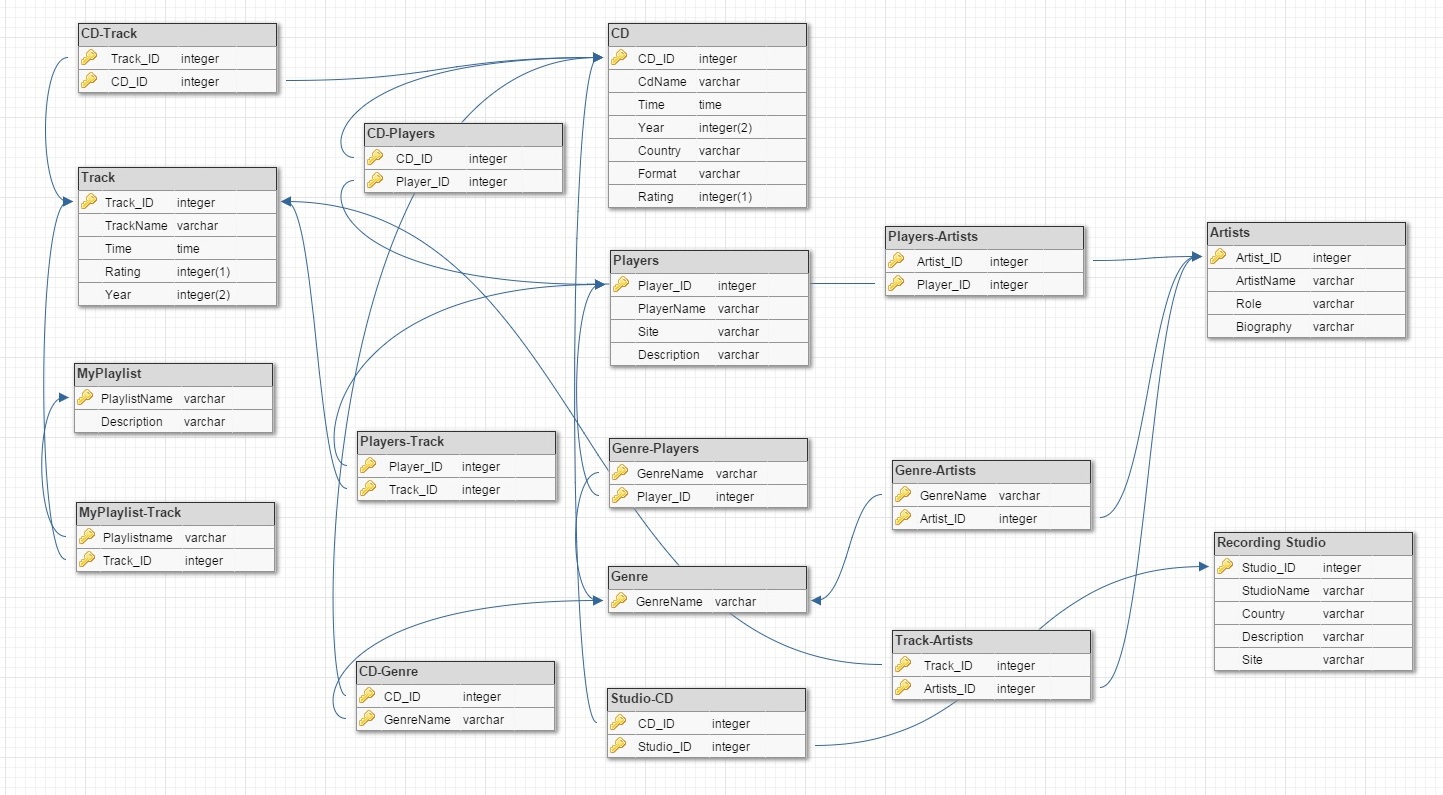 CD-Track
Track_ID integer
CD_ID integer
CD
CD_ID integer
CdName varchar
Time time
Year integer(2)
Country varchar
Format varchar
Rating integer(1)
CD-Players
CD_ID integer
Player_ID integer
Track
Track_ID integer
TrackName varchar
Time time
Rating integer(1)
Year integer(2)
Players
Player_ID integer
PlayerName varchar
Site varchar
Description varchar
Players-Artists
Artist_ID integer
Player_ID integer
Artists
Artist_ID integer
ArtistName varchar
Role varchar
Biography varchar
MyPlaylist
PlaylistName varchar
Description varchar
Players-Track
Player_ID integer
Track_ID integer
Genre-Players
GenreName varchar
Player_ID integer
Genre-Artists
GenreName varchar
Artist_ID integer
MyPlaylist-Track
Playlistname varchar
Track_ID integer
Genre
GenreName varchar
Recording Studio
Studio_ID integer
StudioName varchar
Country varchar
Description varchar
Site varchar
CD-Genre
CD_ID integer
GenreName varchar
Studio-CD
CD_ID integer
Studio_ID integer
Track-Artists
Track_ID integer
Artists_ID integer